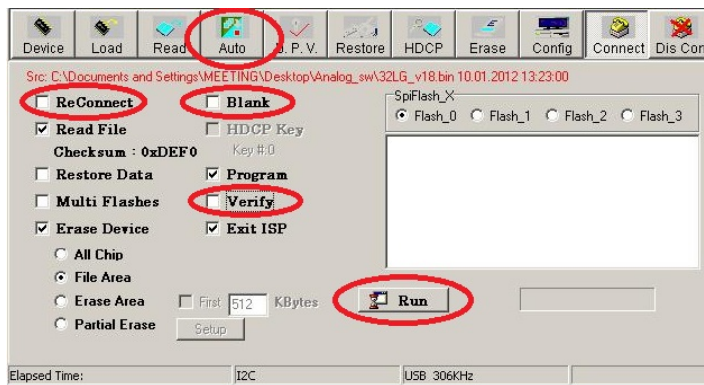 Device Load Read Auto J. P. V. Restore HDCP Erase Config Connect Dis Con
Src: C:\Documents and Settings\MEETING\Desktop\Analog_sw\32LG_v18.bin 10.01.2012 13:23:00
ReConnect Blank
SpiFlash_X
Flash_0 Flash_1 Flash_2 Flash_3
Read File HDCP Key
Checksum : 0xDEF0 Key #:0
Restore Data Program
Multi Flashes Verify
Erase Device Exit ISP
All Chip
File Area
Erase Area First 512 KBytes Run
Partial Erase Setup
Elapsed Time: I2C USB 306KHz